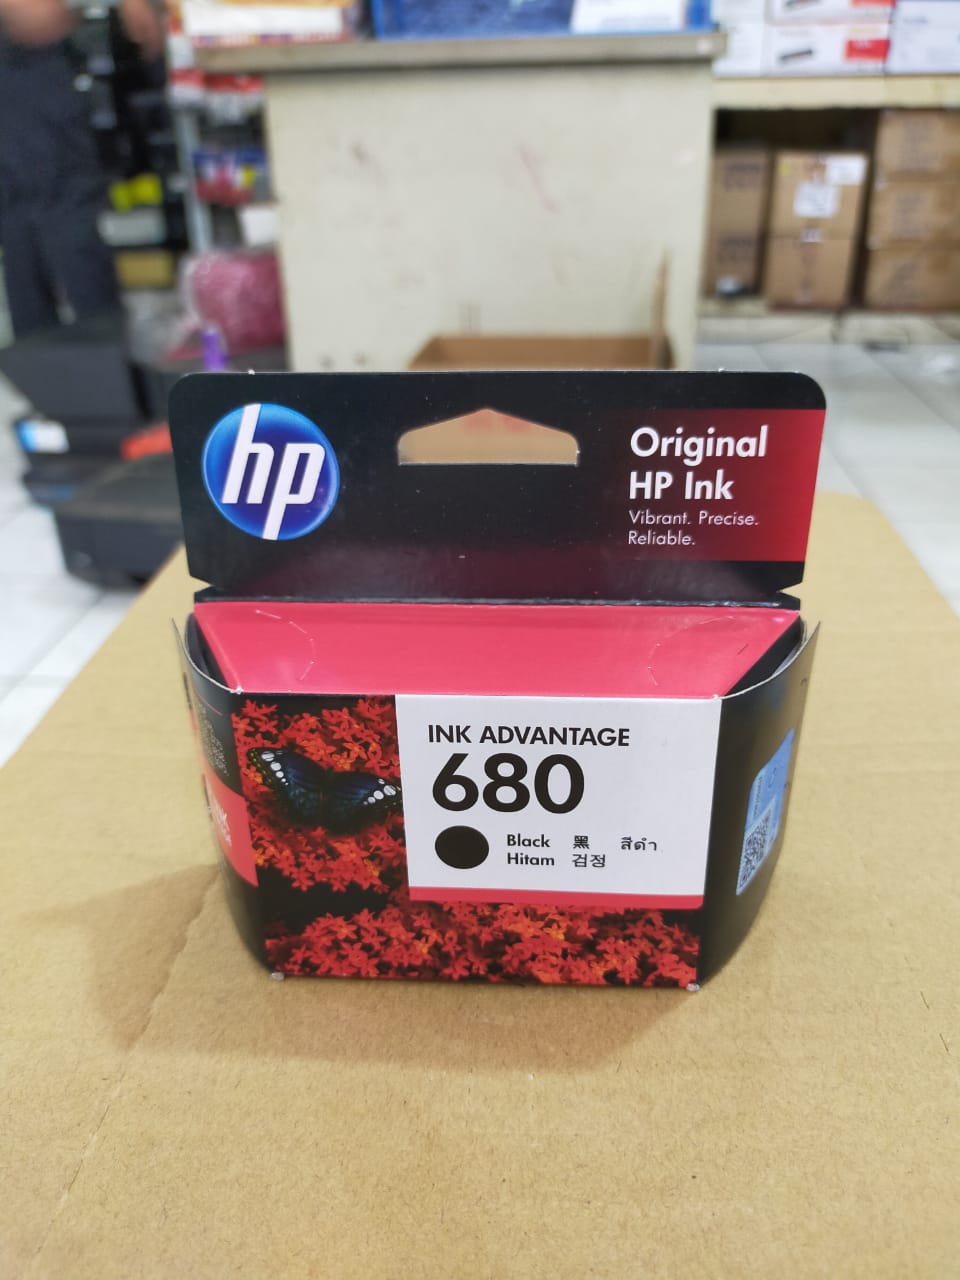 hp
Original
HP Ink
Vibrant. Precise.
Reliable.
INK ADVANTAGE
680
Black 黑 สีดำ
Hitam 검정